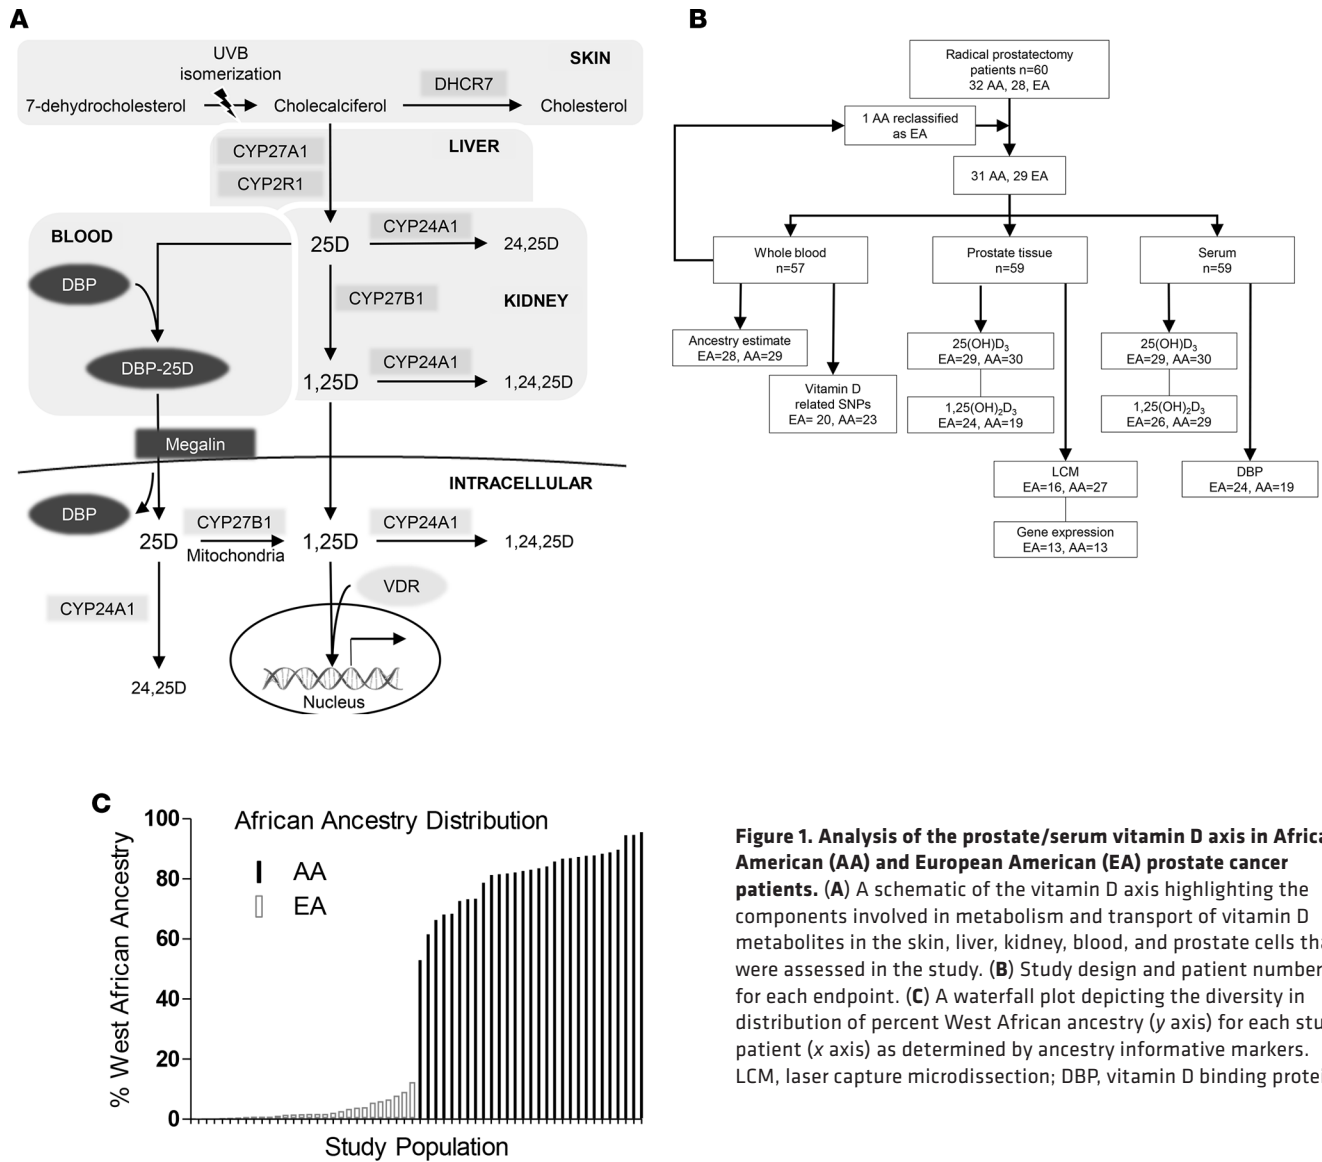 A
UVB
isomerization
SKIN
7-dehydrocholesterol
Cholecalciferol
DHCR7
Cholesterol
CYP27A1
LIVER
CYP2R1
BLOOD
25D
CYP24A1
24,25D
DBP
CYP27B1
KIDNEY
DBP-25D
1,25D
CYP24A1
1,24,25D
Megalin
INTRACELLULAR
DBP
25D
CYP27B1
Mitochondria
1,25D
CYP24A1
1,24,25D
VDR
CYP24A1
24,25D
Nucleus
B
Radical prostatectomy
patients n=60
32 AA, 28, EA
1 AA reclassified
as EA
31 AA, 29 EA
Whole blood
n=57
Prostate tissue
n=59
Serum
n=59
Ancestry estimate
EA=28, AA=29
Vitamin D
related SNPs
EA= 20, AA=23
25(OH)D₃
EA=29, AA=30
1,25(OH)₂D₃
EA=24, AA=19
LCM
EA=16, AA=27
Gene expression
EA=13, AA=13
25(OH)D₃
EA=29, AA=30
1,25(OH)₂D₃
EA=26, AA=29
DBP
EA=24, AA=19
C
African Ancestry Distribution
AA
EA
% West African Ancestry
100
80
60
40
20
0
Study Population
Figure 1. Analysis of the prostate/serum vitamin D axis in Africa
American (AA) and European American (EA) prostate cancer
patients. (A) A schematic of the vitamin D axis highlighting the
components involved in metabolism and transport of vitamin D
metabolites in the skin, liver, kidney, blood, and prostate cells tha
were assessed in the study. (B) Study design and patient number
for each endpoint. (C) A waterfall plot depicting the diversity in
distribution of percent West African ancestry (y axis) for each stu
patient (x axis) as determined by ancestry informative markers.
LCM, laser capture microdissection; DBP, vitamin D binding prote